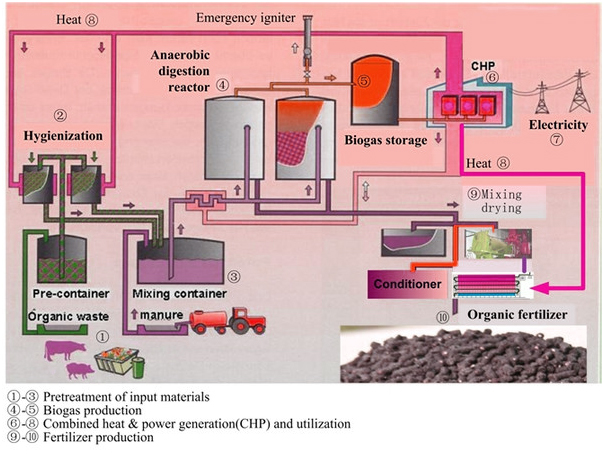 Heat ⑧
Emergency igniter
Anaerobic
digestion
reactor
④
⑤
CHP
⑥
②
Hygienization
Biogas storage
Electricity
⑦
Heat ⑧
⑨Mixing
drying
③
Pre-container
Mixing container
Conditioner
Organic waste
manure
⑩
Organic fertilizer
①
①-③ Pretreatment of input materials
④-⑤ Biogas production
⑥-⑧ Combined heat & power generation(CHP) and utilization
⑨-⑩ Fertilizer production